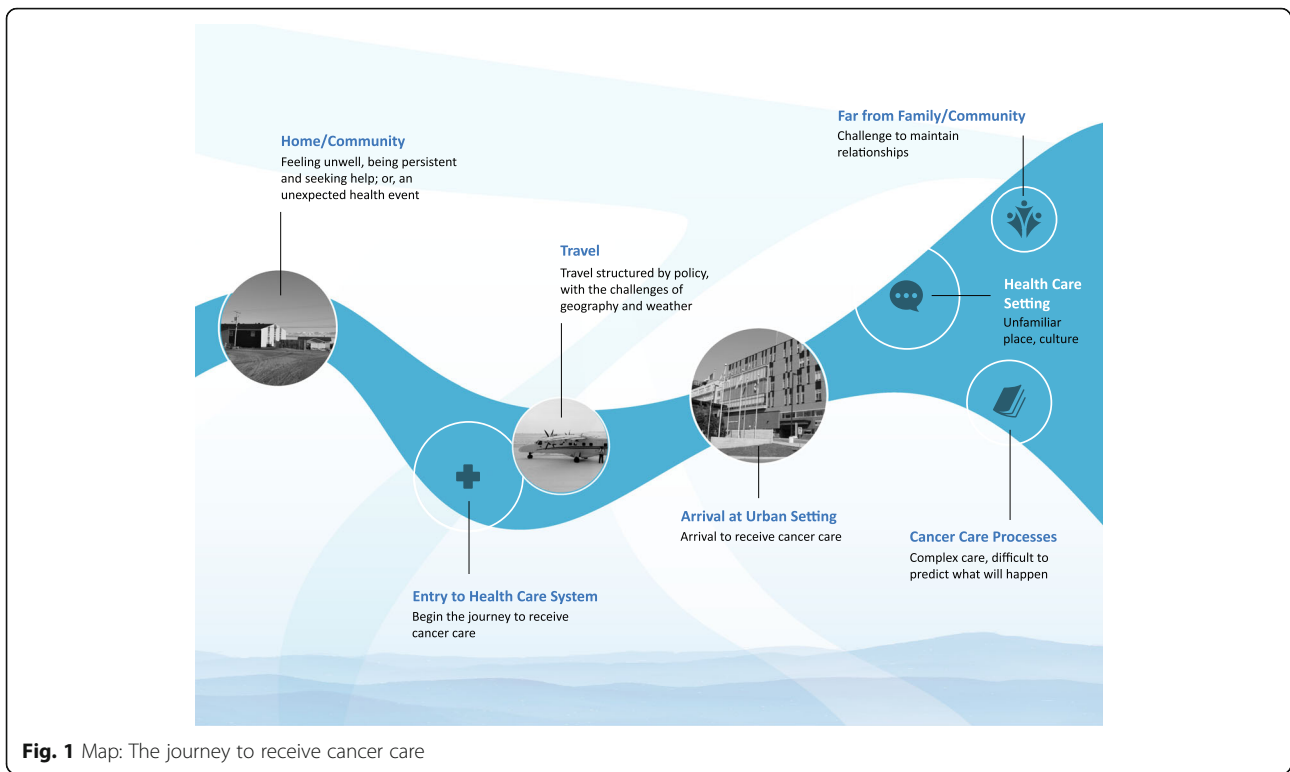 Home/Community
Feeling unwell, being persistent
and seeking help; or, an
unexpected health event
Entry to Health Care System
Begin the journey to receive
cancer care
Travel
Travel structured by policy,
with the challenges of
geography and weather
Arrival at Urban Setting
Arrival to receive cancer care
Far from Family/Community
Challenge to maintain
relationships
Health Care
Setting
Unfamiliar
place, culture
Cancer Care Processes
Complex care, difficult to
predict what will happen
Fig. 1 Map: The journey to receive cancer care